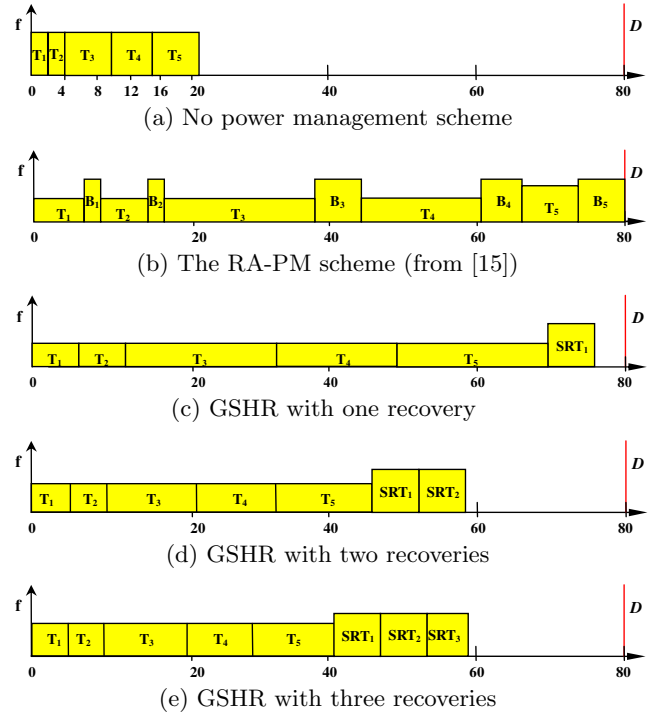 f
D
T₁ T₂ T₃ T₄ T₅
0 4 8 12 16 20 40 60 80
(a) No power management scheme
f
D
T₁ B₁ T₂ B₂ T₃ B₃ T₄ B₄ T₅ B₅
0 20 40 60 80
(b) The RA-PM scheme (from [15])
f
D
T₁ T₂ T₃ T₄ T₅ SRT₁
0 20 40 60 80
(c) GSHR with one recovery
f
D
T₁ T₂ T₃ T₄ T₅ SRT₁ SRT₂
0 20 40 60 80
(d) GSHR with two recoveries
f
D
T₁ T₂ T₃ T₄ T₅ SRT₁ SRT₂ SRT₃
0 20 40 60 80
(e) GSHR with three recoveries